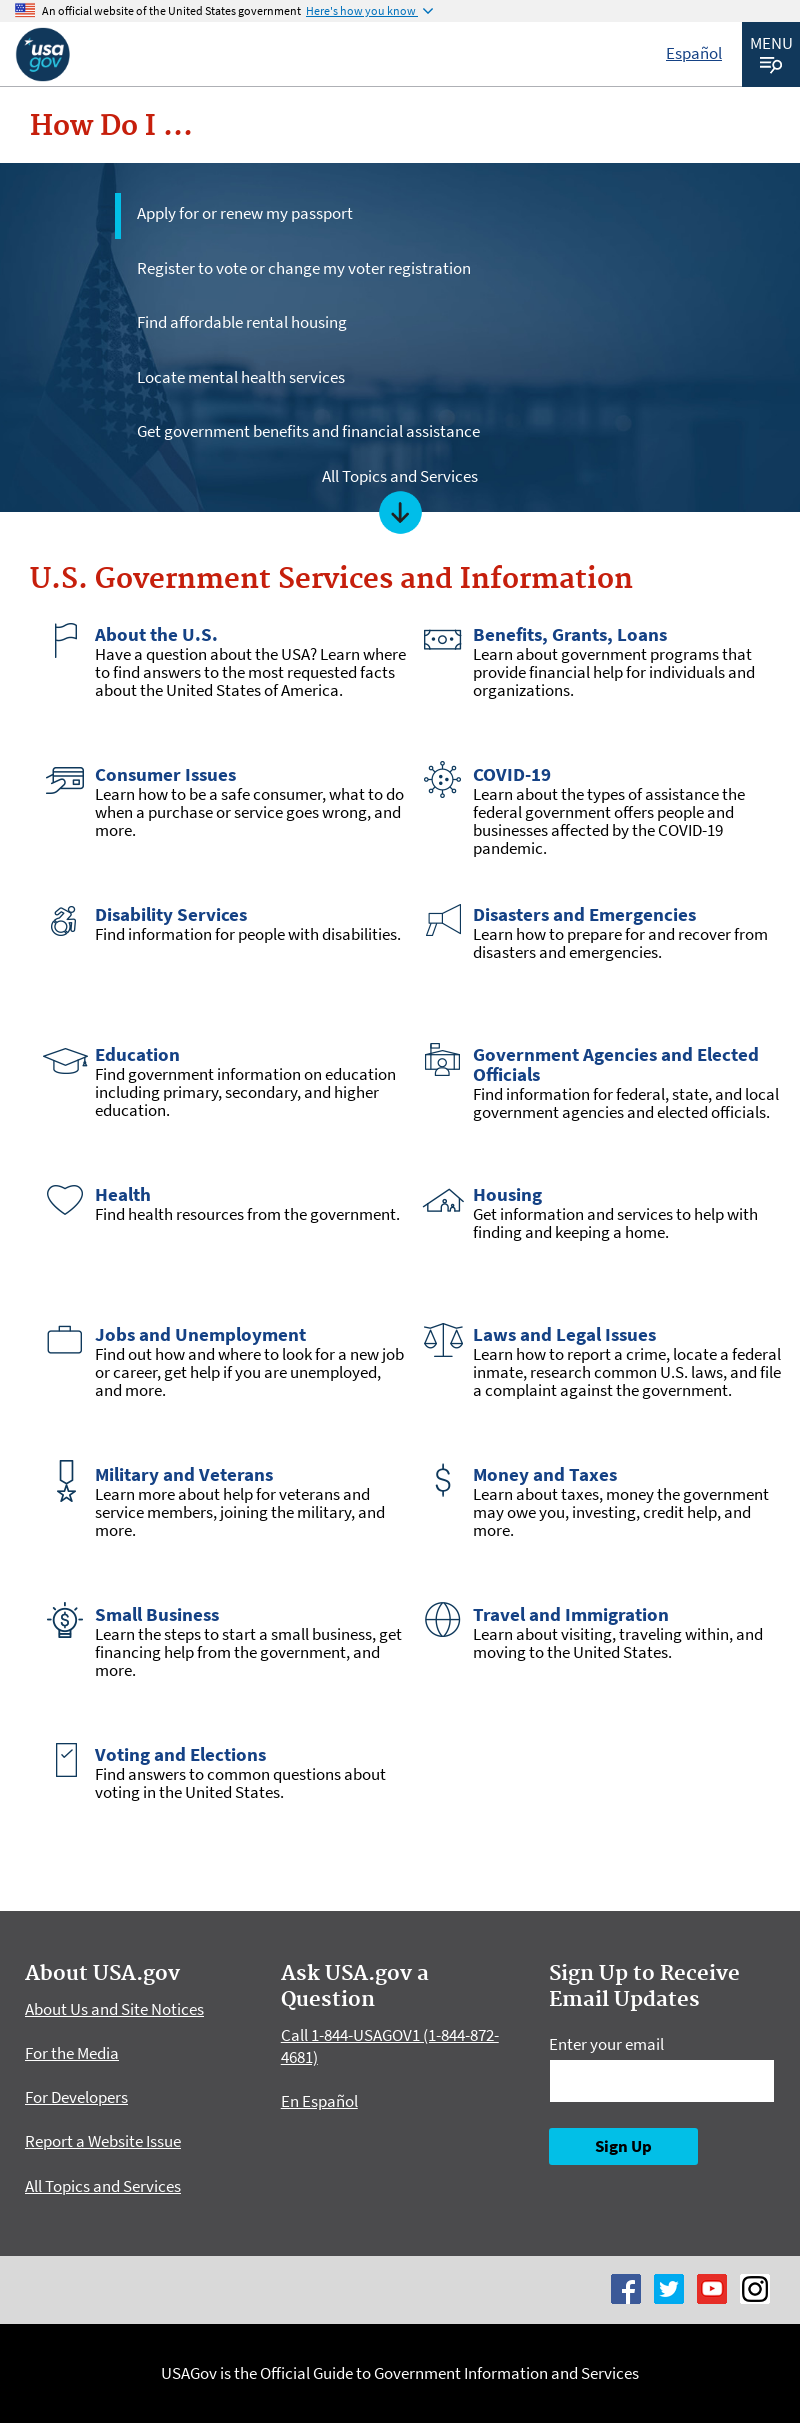 An official website of the United States government Here's how you know
usa
gov
Español
MENU
How Do I ...
Apply for or renew my passport
Register to vote or change my voter registration
Find affordable rental housing
Locate mental health services
Get government benefits and financial assistance
All Topics and Services
U.S. Government Services and Information
About the U.S.
Have a question about the USA? Learn where
to find answers to the most requested facts
about the United States of America.
Benefits, Grants, Loans
Learn about government programs that
provide financial help for individuals and
organizations.
Consumer Issues
Learn how to be a safe consumer, what to do
when a purchase or service goes wrong, and
more.
COVID-19
Learn about the types of assistance the
federal government offers people and
businesses affected by the COVID-19
pandemic.
Disability Services
Find information for people with disabilities.
Disasters and Emergencies
Learn how to prepare for and recover from
disasters and emergencies.
Education
Find government information on education
including primary, secondary, and higher
education.
Government Agencies and Elected
Officials
Find information for federal, state, and local
government agencies and elected officials.
Health
Find health resources from the government.
Housing
Get information and services to help with
finding and keeping a home.
Jobs and Unemployment
Find out how and where to look for a new job
or career, get help if you are unemployed,
and more.
Laws and Legal Issues
Learn how to report a crime, locate a federal
inmate, research common U.S. laws, and file
a complaint against the government.
Military and Veterans
Learn more about help for veterans and
service members, joining the military, and
more.
Money and Taxes
Learn about taxes, money the government
may owe you, investing, credit help, and
more.
Small Business
Learn the steps to start a small business, get
financing help from the government, and
more.
Travel and Immigration
Learn about visiting, traveling within, and
moving to the United States.
Voting and Elections
Find answers to common questions about
voting in the United States.
About USA.gov
About Us and Site Notices
For the Media
For Developers
Report a Website Issue
All Topics and Services
Ask USA.gov a
Question
Call 1-844-USAGOV1 (1-844-872-
4681)
En Español
Sign Up to Receive
Email Updates
Enter your email
Sign Up
USAGov is the Official Guide to Government Information and Services